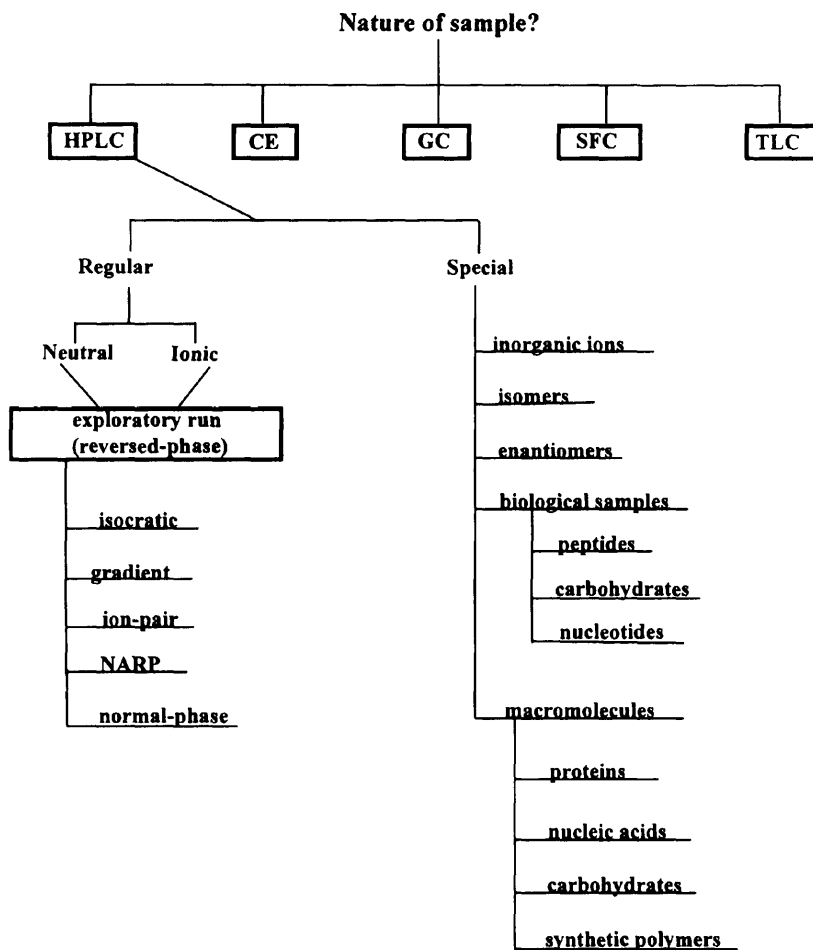 Nature of sample?
HPLC CE GC SFC TLC
Regular
Special
Neutral Ionic
exploratory run
(reversed-phase)
isocratic
gradient
ion-pair
NARP
normal-phase
inorganic ions
isomers
enantiomers
biological samples
peptides
carbohydrates
nucleotides
macromolecules
proteins
nucleic acids
carbohydrates
synthetic polymers